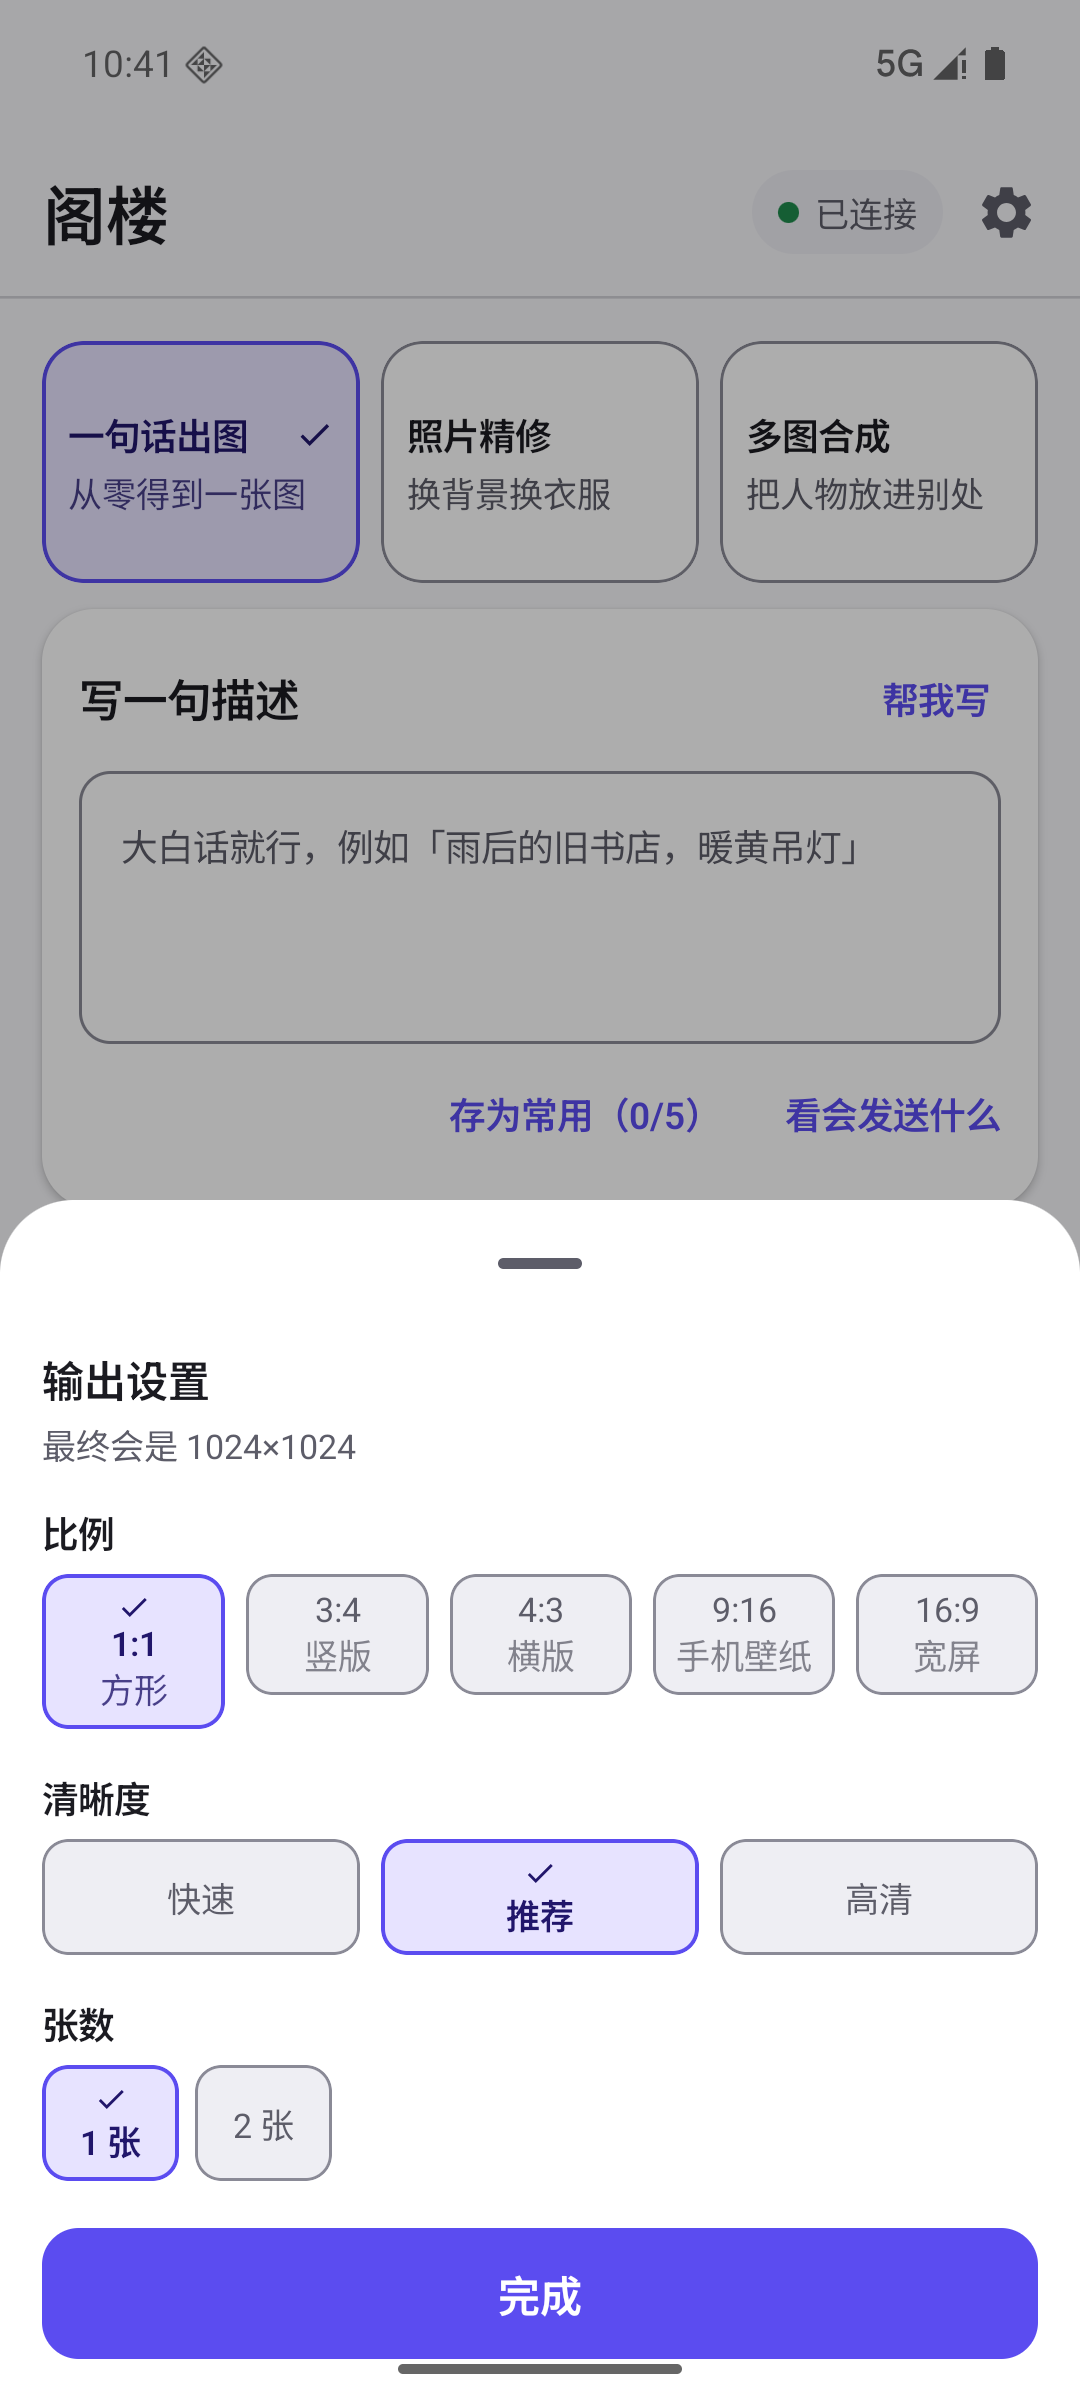 10:41
5G
阁楼
已连接
一句话出图
从零得到一张图
照片精修
换背景换衣服
多图合成
把人物放进别处
写一句描述
帮我写
大白话就行，例如「雨后的旧书店，暖黄吊灯」
存为常用（0/5）
看会发送什么
输出设置
最终会是 1024×1024
比例
1:1
方形
3:4
竖版
4:3
横版
9:16
手机壁纸
16:9
宽屏
清晰度
快速
推荐
高清
张数
1 张
2 张
完成